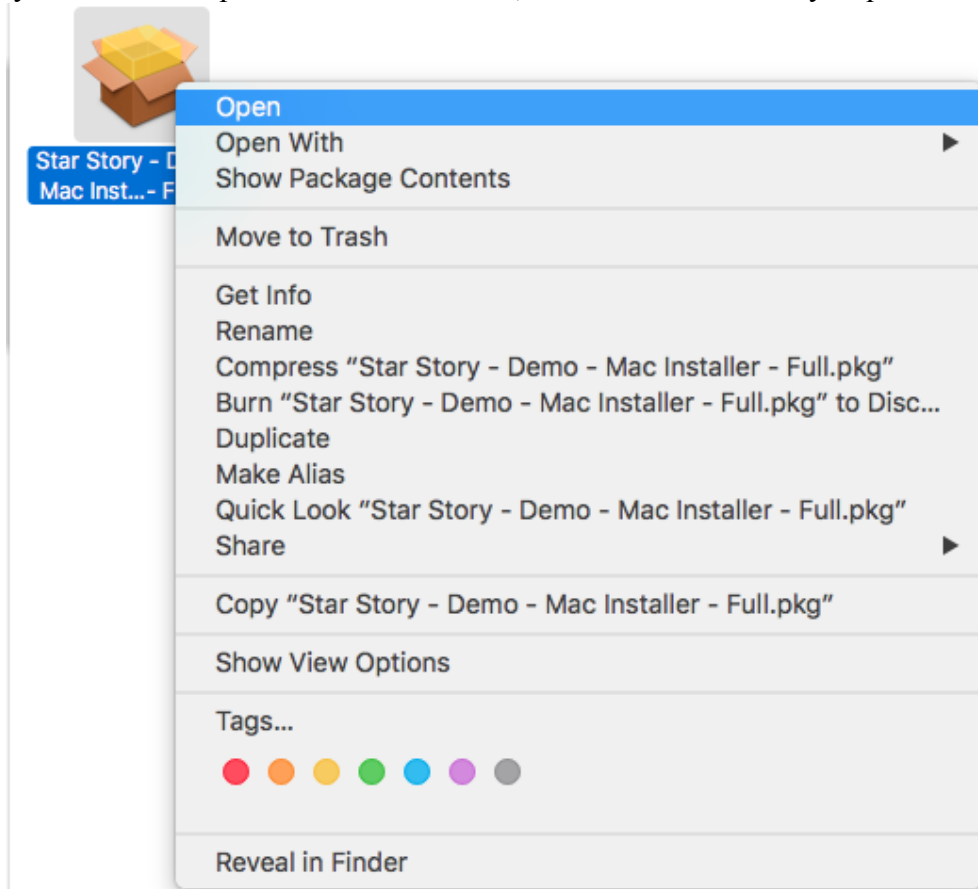 Open
Star Story - D
Mac Inst...- F
Open With
Show Package Contents
Move to Trash
Get Info
Rename
Compress “Star Story - Demo - Mac Installer - Full.pkg”
Burn “Star Story - Demo - Mac Installer - Full.pkg” to Disc...
Duplicate
Make Alias
Quick Look “Star Story - Demo - Mac Installer - Full.pkg”
Share
Copy “Star Story - Demo - Mac Installer - Full.pkg”
Show View Options
Tags...
Reveal in Finder